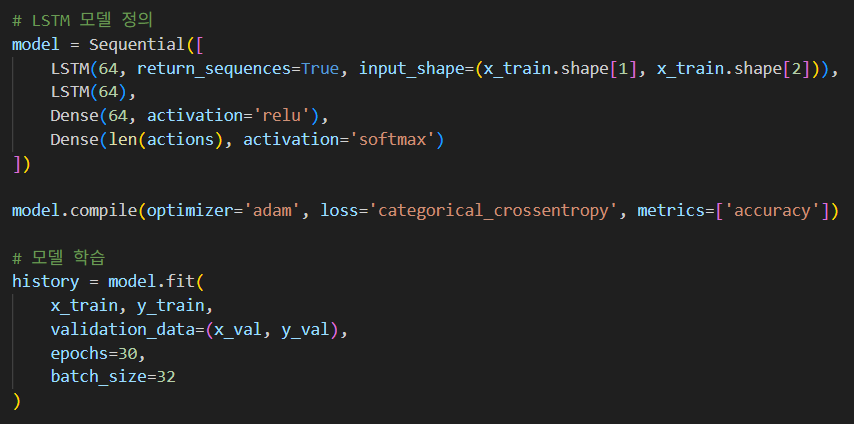 # LSTM 모델 정의
model = Sequential([
    LSTM(64, return_sequences=True, input_shape=(x_train.shape[1], x_train.shape[2])),
    LSTM(64),
    Dense(64, activation='relu'),
    Dense(len(actions), activation='softmax')
])

model.compile(optimizer='adam', loss='categorical_crossentropy', metrics=['accuracy'])

# 모델 학습
history = model.fit(
    x_train, y_train,
    validation_data=(x_val, y_val),
    epochs=30,
    batch_size=32
)